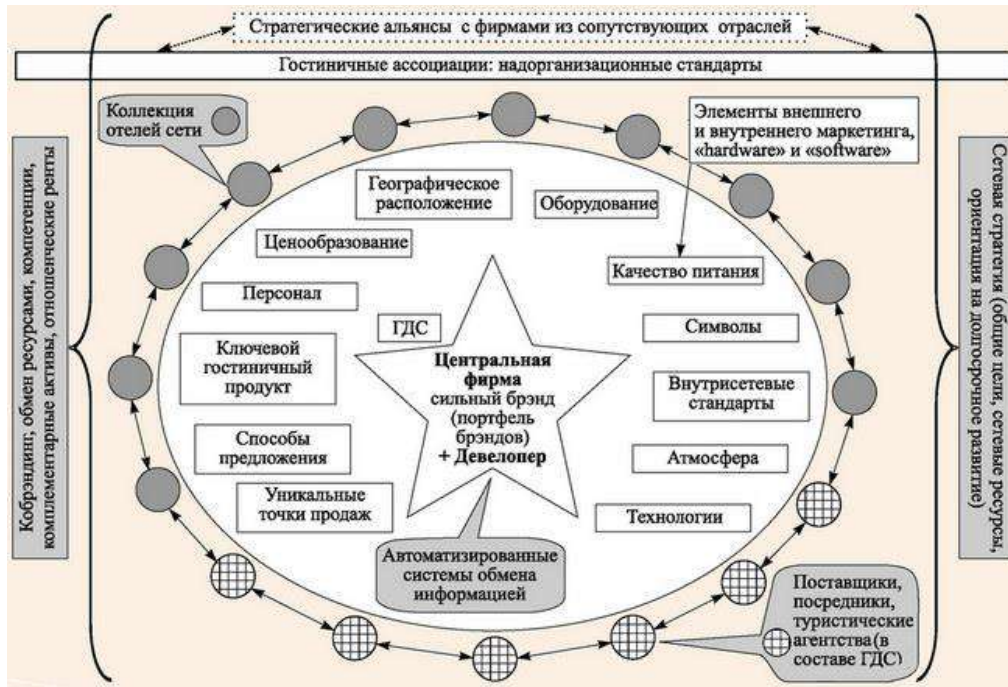 Стратегические альянсы с фирмами из сопутствующих отраслей
Гостиничные ассоциации: надорганизационные стандарты
Коллекция
отелей сети
Элементы внешнего
и внутреннего маркетинга,
«hardware» и «software»
Географическое
расположение
Оборудование
Ценообразование
Качество питания
Персонал
ГДС
Символы
Ключевой
гостиничный
продукт
Центральная
фирма
сильный брэнд
(портфель
брэндов)
+ Девелопер
Внутрисетевые
стандарты
Способы
предложения
Атмосфера
Уникальные
точки продаж
Технологии
Автоматизированные
системы обмена
информацией
Поставщики,
посредники,
туристические
агентства (в
составе ГДС)
Кобрэндинг, обмен ресурсами, компетенции,
комплементарные активы, отношенческие ренты
Сетевая стратегия (общие цели, сетевые ресурсы,
ориентация на долгосрочное развитие)